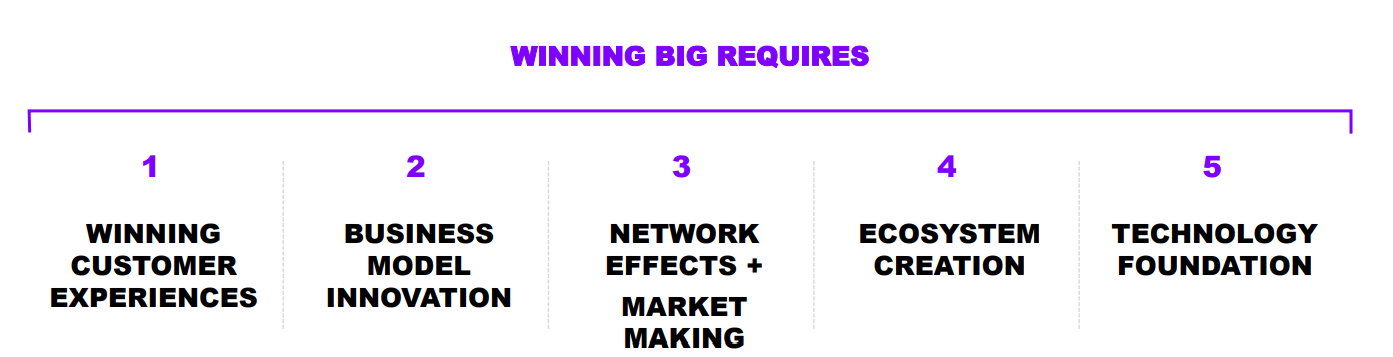 WINNING BIG REQUIRES
1
WINNING
CUSTOMER
EXPERIENCES
2
BUSINESS
MODEL
INNOVATION
3
NETWORK
EFFECTS +
MARKET
MAKING
4
ECOSYSTEM
CREATION
5
TECHNOLOGY
FOUNDATION